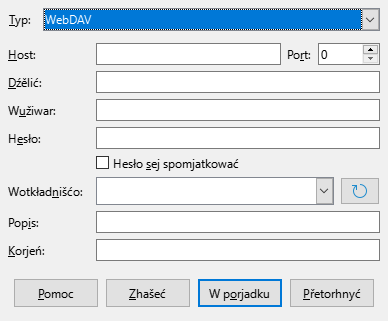 Typ: WebDAV
Host: Port: 0
Dźělić:
Wužiwar:
Hesło:
Hesło sej spomjatkować
Wotkładnišćo:
Popis:
Korjeń:
Pomoc Zhašeć W porjadku Přetorhnyć